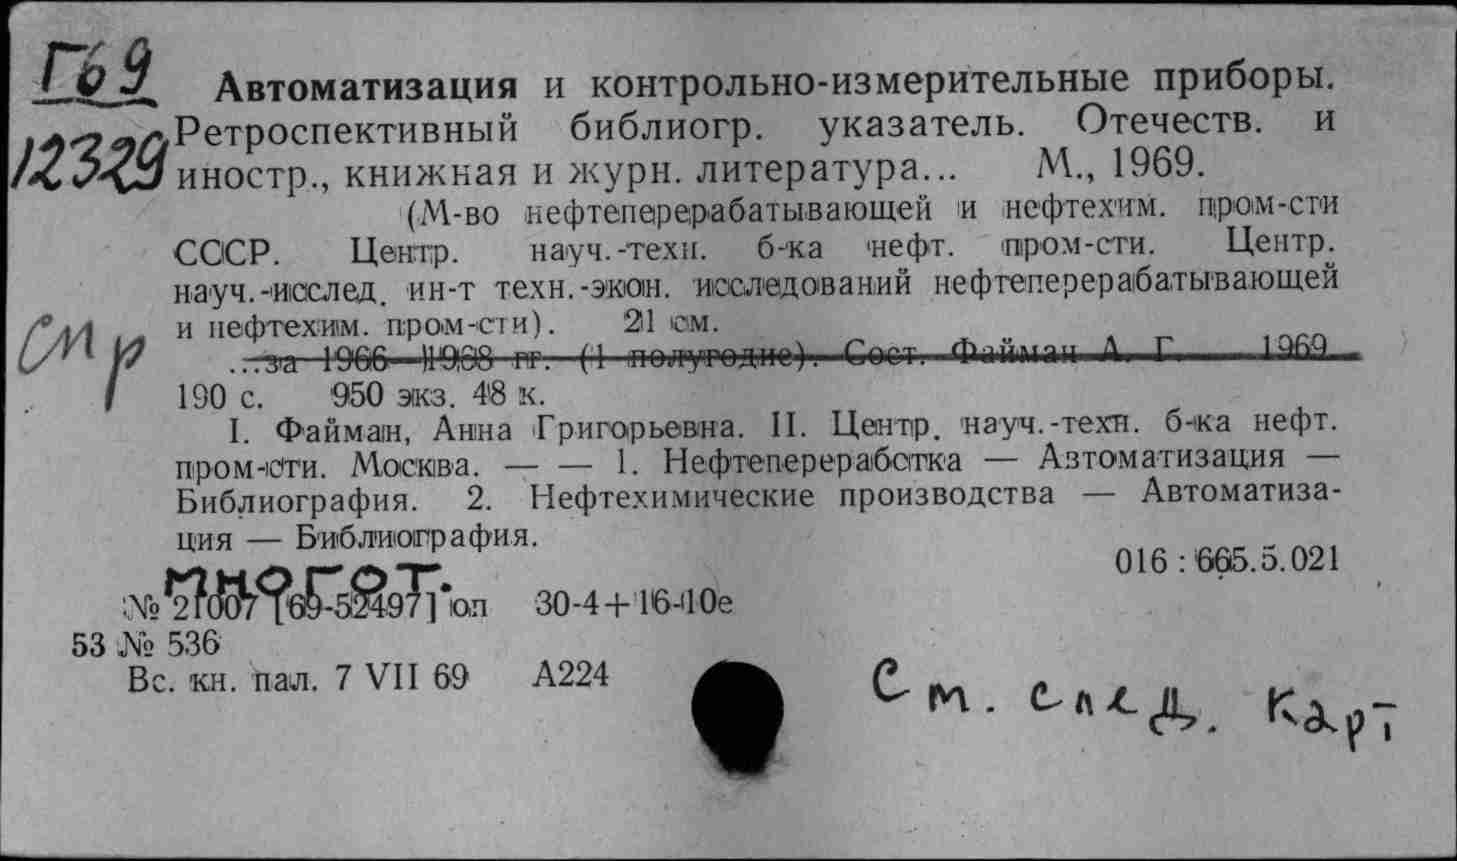 Г69
12329
Автоматизация и контрольно-измерительные приборы.
Ретроспективный библиогр. указатель. Отечеств. и
иностр., книжная и журн. литература... М., 1969.
(М-во нефтеперерабатывающей и нефтехим. пром-сти
СССР. Центр. науч.-техн. б-ка нефт. пром-сти. Центр.
науч.-исслед. ин-т техн.-экон. исследований нефтеперерабатывающей
и нефтехим. пром-сти). 21 см.
...за 1966—1968 гг. (1 полугодие). Сост. Файман А. Г. 1969
190 с. 950 экз. 48 к.
I. Файман, Анна Григорьевна. II. Центр. науч.-техн. б-ка нефт.
пром-сти. Москва. — — 1. Нефтепереработка — Автоматизация —
Библиография. 2. Нефтехимические производства — Автоматиза-
ция — Библиография.
016 : 665.5.021
многот.
№ 21007 [69-52497] юл 30-4+16-10е
53 № 536
Вс. кн. пал. 7 VII 69 А224
См. след. карт